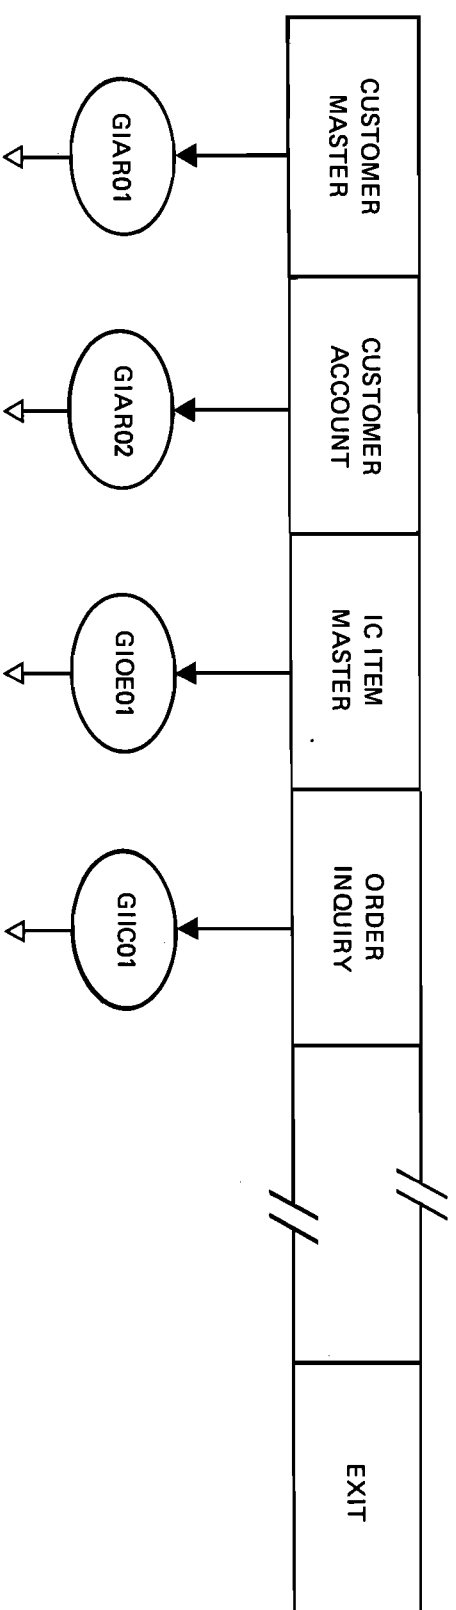 CUSTOMER
MASTER
CUSTOMER
ACCOUNT
IC ITEM
MASTER
ORDER
INQUIRY
EXIT
GIAR01
GIAR02
GIOE01
GIIC01